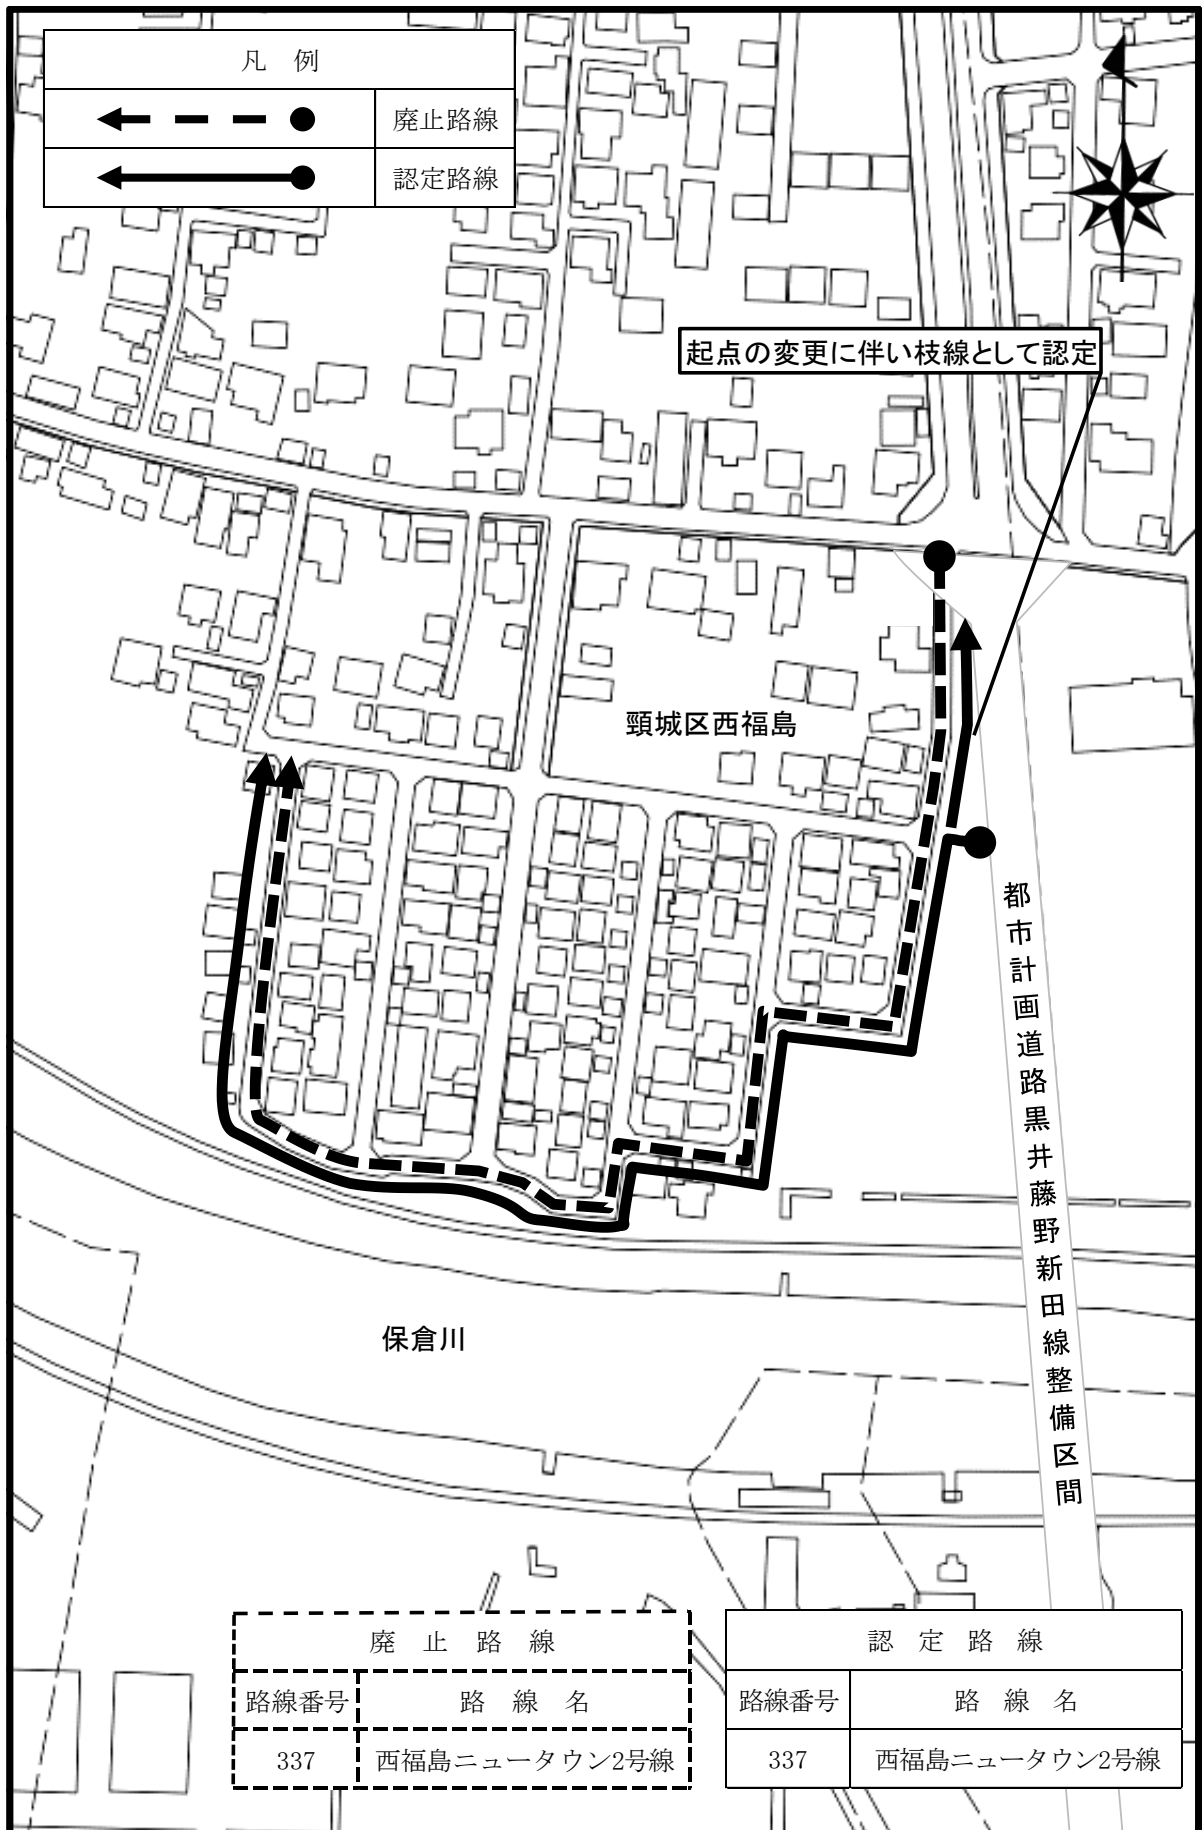 凡 例
廃止路線
認定路線
起点の変更に伴い枝線として認定
頸城区西福島
都市計画道路黒井藤野新田線整備区間
保倉川
廃 止 路 線
路線番号 路 線 名
337 西福島ニュータウン2号線
認 定 路 線
路線番号 路 線 名
337 西福島ニュータウン2号線